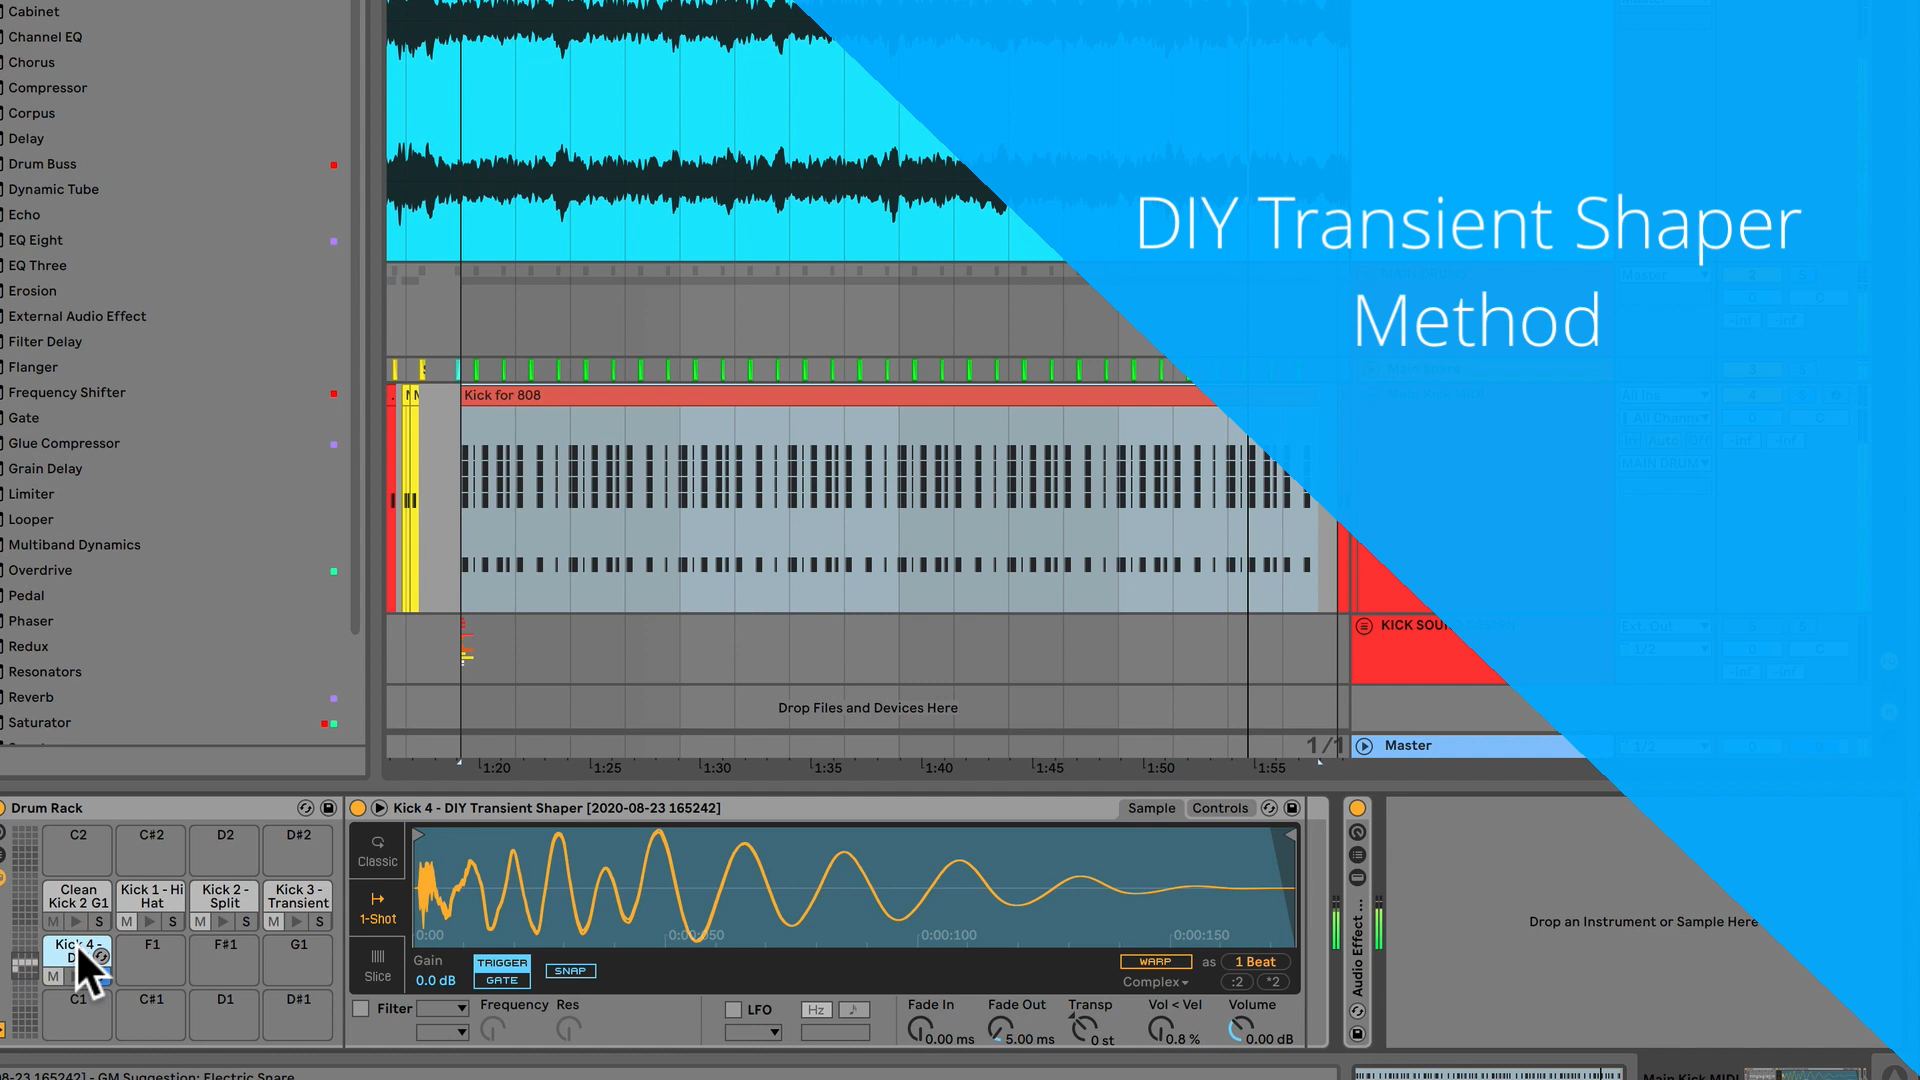 Cabinet
Channel EQ
Chorus
Compressor
Corpus
Delay
Drum Buss
Dynamic Tube
Echo
EQ Eight
EQ Three
Erosion
External Audio Effect
Filter Delay
Flanger
Frequency Shifter
Gate
Glue Compressor
Grain Delay
Limiter
Looper
Multiband Dynamics
Overdrive
Pedal
Phaser
Redux
Resonators
Reverb
Saturator
DIY Transient Shaper
Method
Kick for 808
Drop Files and Devices Here
1/1
1:20 1:25 1:30 1:35 1:40 1:45 1:50 1:55
Master
Drum Rack
C2 C#2 D2 D#2
Clean Kick 2 G1
Kick 1 - Hi Hat
Kick 2 - Split
Kick 3 - Transient
M S M S M S M S
Kick 4 -
F1 F#1 G1
M
C1 C#1 D1 D#1
Kick 4 - DIY Transient Shaper [2020-08-23 165242]
Sample Controls
Classic
1-Shot
Slice
0:00 0:00:050 0:00:100 0:00:150
Gain
0.0 dB
TRIGGER
GATE
SNAP
WARP as 1 Beat
Complex :2 *2
Filter Frequency Res
LFO Hz
Fade In Fade Out Transp Vol < Vel Volume
0.00 ms 5.00 ms 0 st 0.8 % 0.00 dB
Audio Effect ...
Drop an Instrument or Sample Here
Main Kick MIDI